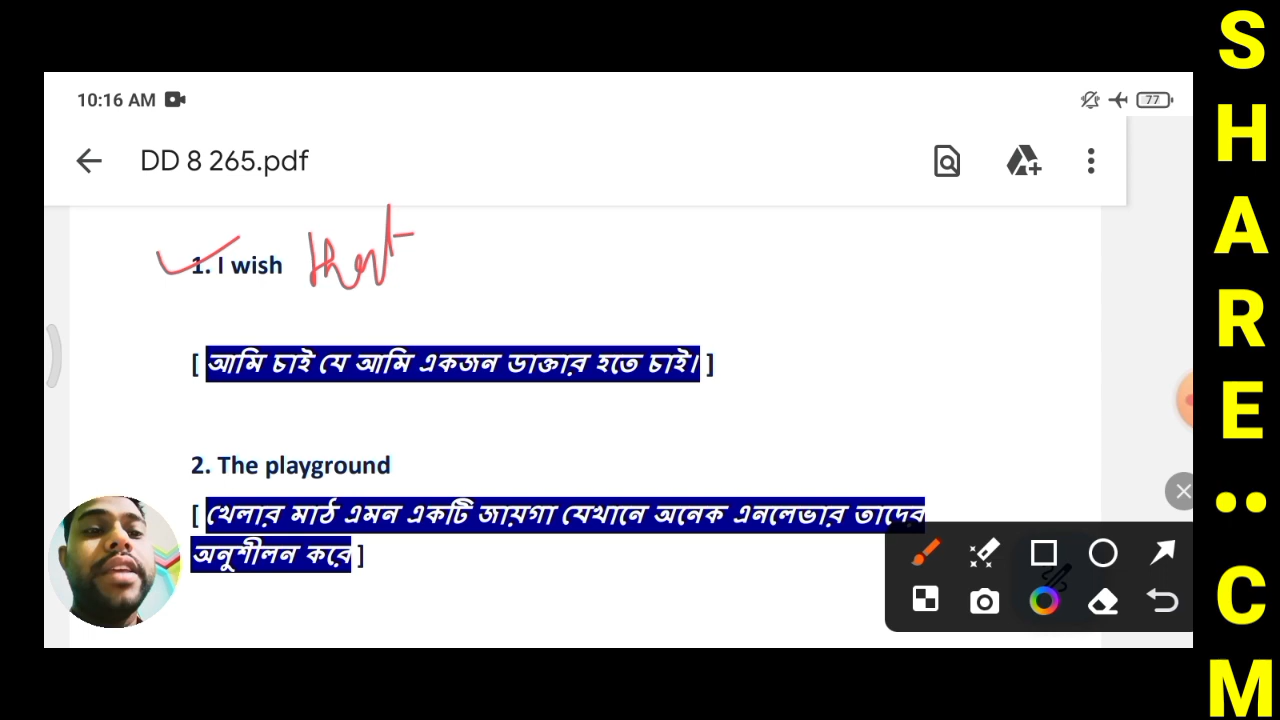 10:16 AM
77
DD 8 265.pdf
1. I wish that
[ আমি চাই যে আমি একজন ডাক্তার হতে চাই। ]
2. The playground
[ খেলার মাঠ এমন একটি জায়গা যেখানে অনেক এনলেভার তাদের
অনুশীলন করে ]
S
H
A
R
E
:
C
M